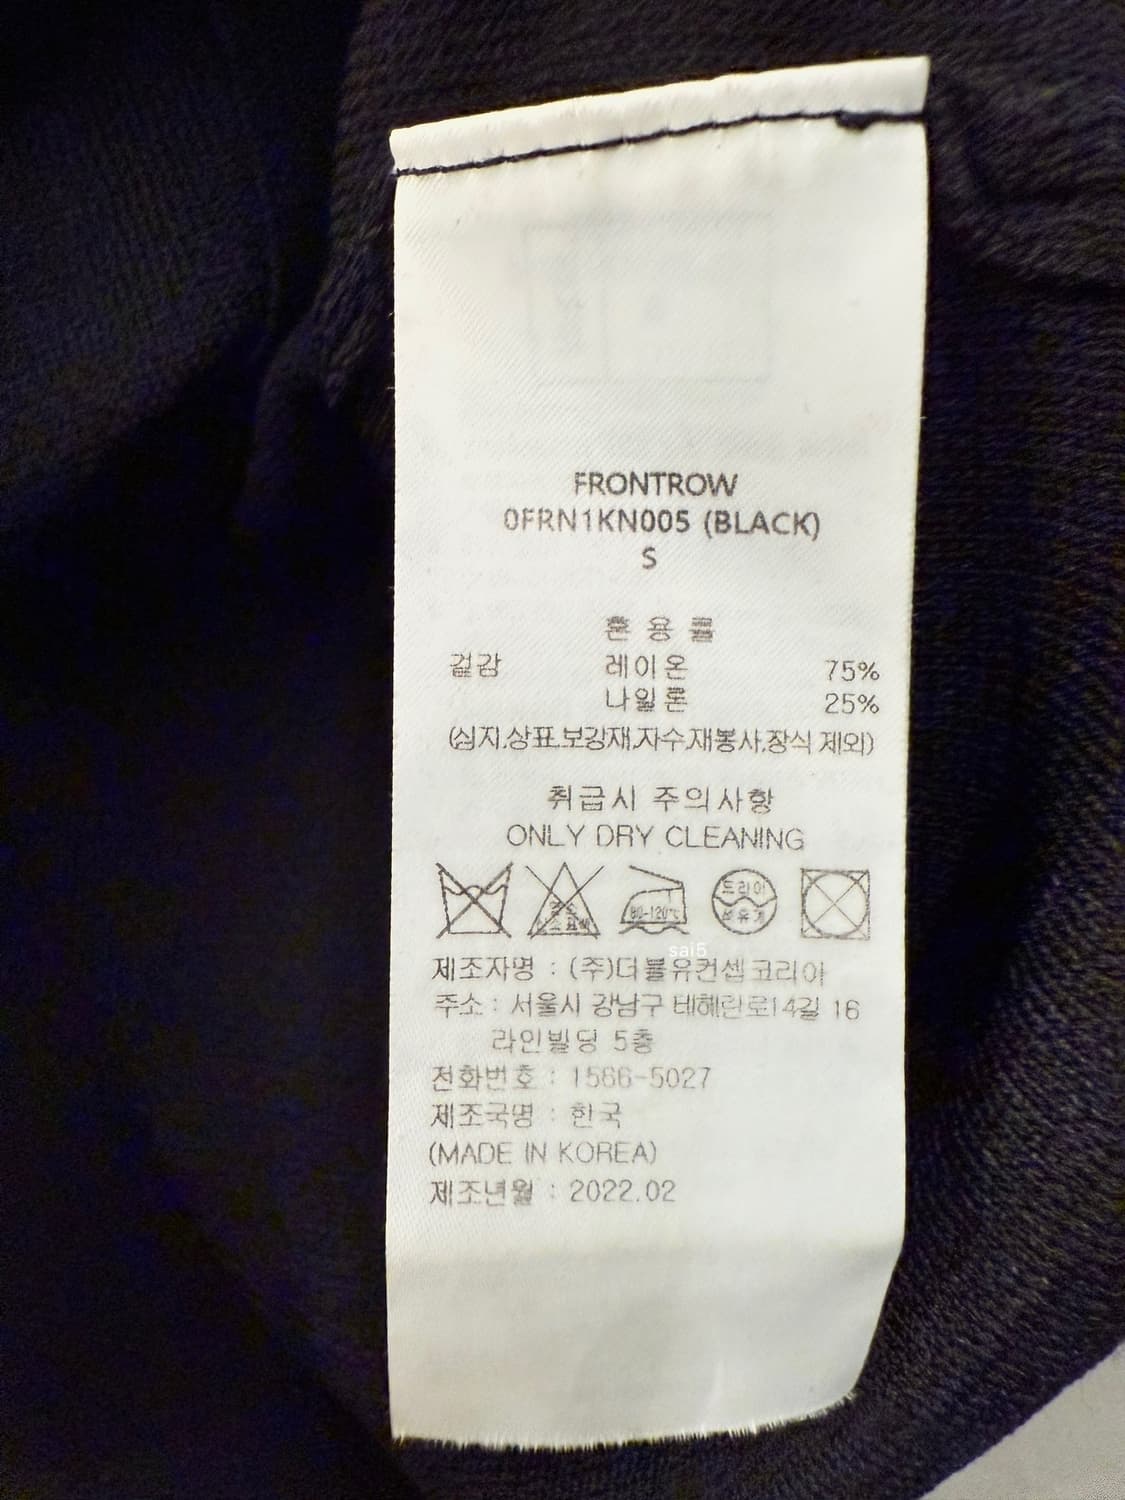 FRONTROW
0FRN1KN005 (BLACK)
S
혼 용 률
겉감 레이온 75%
나일론 25%
(심지,상표,보강재,자수,재봉사,장식 제외)
취급시 주의사항
ONLY DRY CLEANING
80-120℃ 드라이
석유계
sai5
제조자명 : (주)더블유컨셉코리아
주소 : 서울시 강남구 테헤란로14길 16
라인빌딩 5층
전화번호 : 1566-5027
제조국명 : 한국
(MADE IN KOREA)
제조년월 : 2022.02